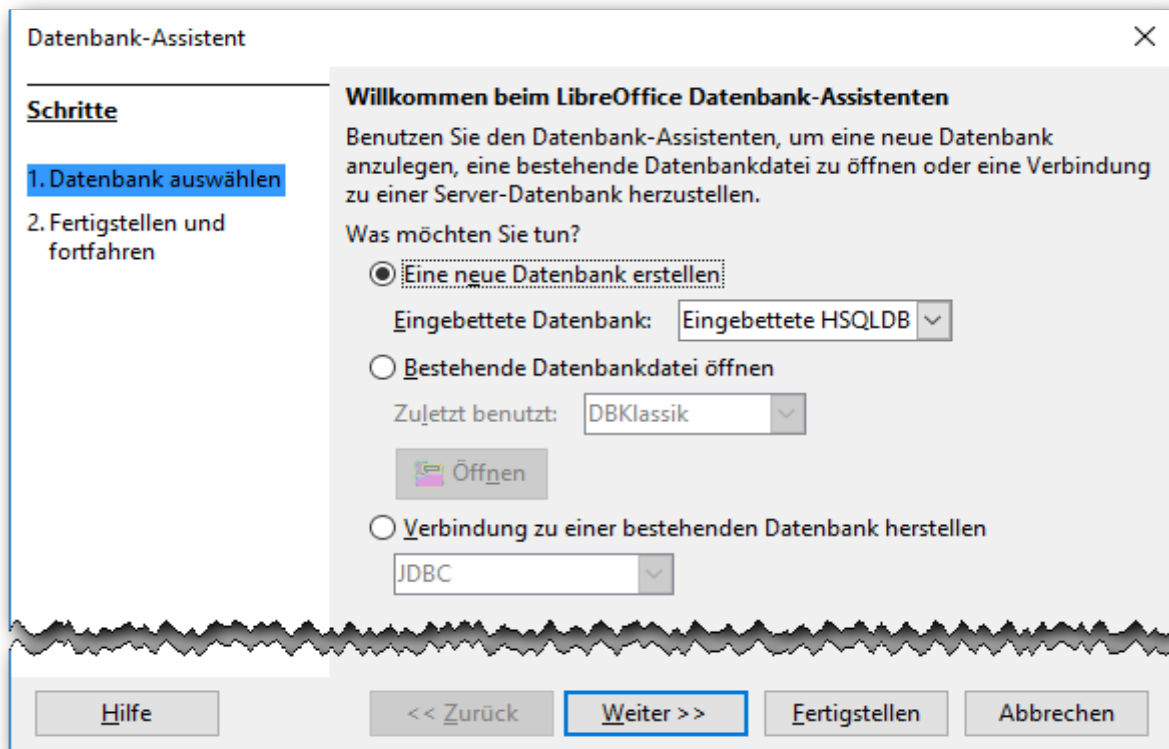 Datenbank-Assistent
Schritte
1. Datenbank auswählen
2. Fertigstellen und
fortfahren
Willkommen beim LibreOffice Datenbank-Assistenten
Benutzen Sie den Datenbank-Assistenten, um eine neue Datenbank
anzulegen, eine bestehende Datenbankdatei zu öffnen oder eine Verbindung
zu einer Server-Datenbank herzustellen.
Was möchten Sie tun?
Eine neue Datenbank erstellen
Eingebettete Datenbank: Eingebettete HSQLDB
Bestehende Datenbankdatei öffnen
Zuletzt benutzt: DBKlassik
Öffnen
Verbindung zu einer bestehenden Datenbank herstellen
JDBC
Hilfe << Zurück Weiter >> Fertigstellen Abbrechen